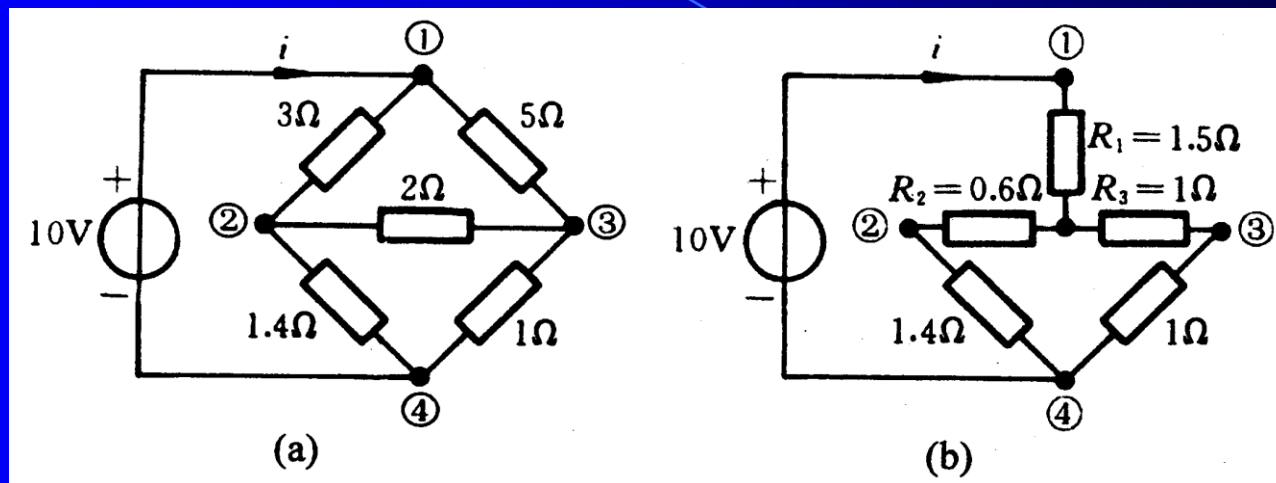 ①
i
3Ω
5Ω
2Ω
②
③
+
10V
−
1.4Ω
1Ω
④
(a)
①
i
R₁=1.5Ω
R₂=0.6Ω
R₃=1Ω
②
③
+
10V
−
1.4Ω
1Ω
④
(b)